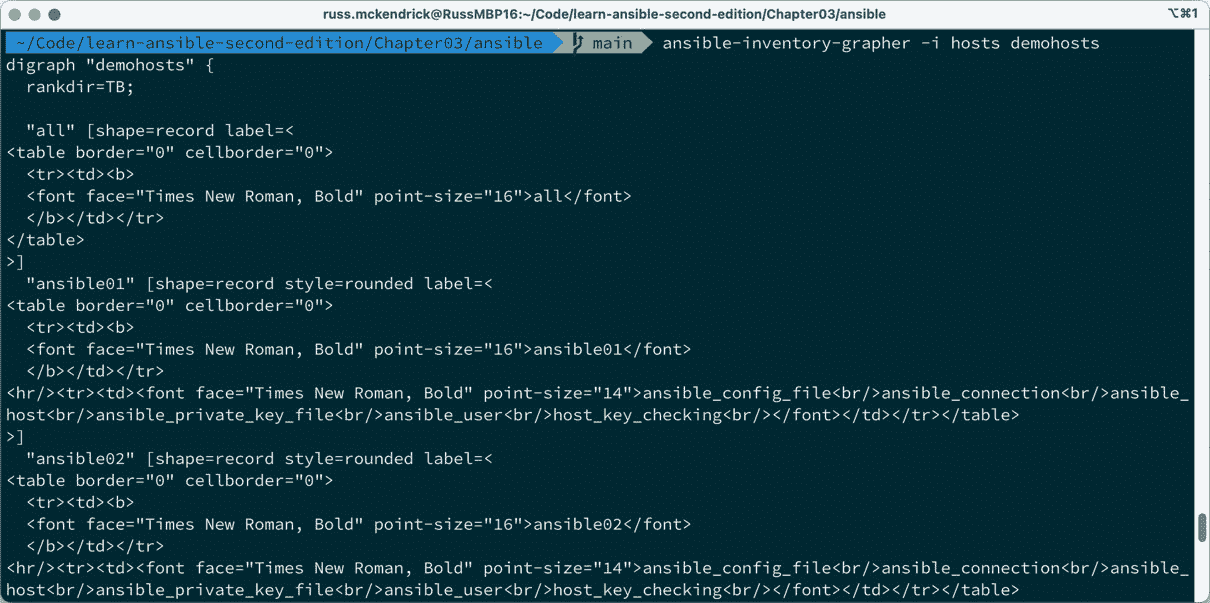 russ.mckendrick@RussMBP16:~/Code/learn-ansible-second-edition/Chapter03/ansible ⌥⌘1
~/Code/learn-ansible-second-edition/Chapter03/ansible main ansible-inventory-grapher -i hosts demohosts
digraph "demohosts" {
  rankdir=TB;

  "all" [shape=record label=<
<table border="0" cellborder="0">
  <tr><td><b>
  <font face="Times New Roman, Bold" point-size="16">all</font>
  </b></td></tr>
</table>
>]
  "ansible01" [shape=record style=rounded label=<
<table border="0" cellborder="0">
  <tr><td><b>
  <font face="Times New Roman, Bold" point-size="16">ansible01</font>
  </b></td></tr>
<hr/><tr><td><font face="Times New Roman, Bold" point-size="14">ansible_config_file<br/>ansible_connection<br/>ansible_
host<br/>ansible_private_key_file<br/>ansible_user<br/>host_key_checking<br/></font></td></tr></table>
>]
  "ansible02" [shape=record style=rounded label=<
<table border="0" cellborder="0">
  <tr><td><b>
  <font face="Times New Roman, Bold" point-size="16">ansible02</font>
  </b></td></tr>
<hr/><tr><td><font face="Times New Roman, Bold" point-size="14">ansible_config_file<br/>ansible_connection<br/>ansible_
host<br/>ansible_private_key_file<br/>ansible_user<br/>host_key_checking<br/></font></td></tr></table>